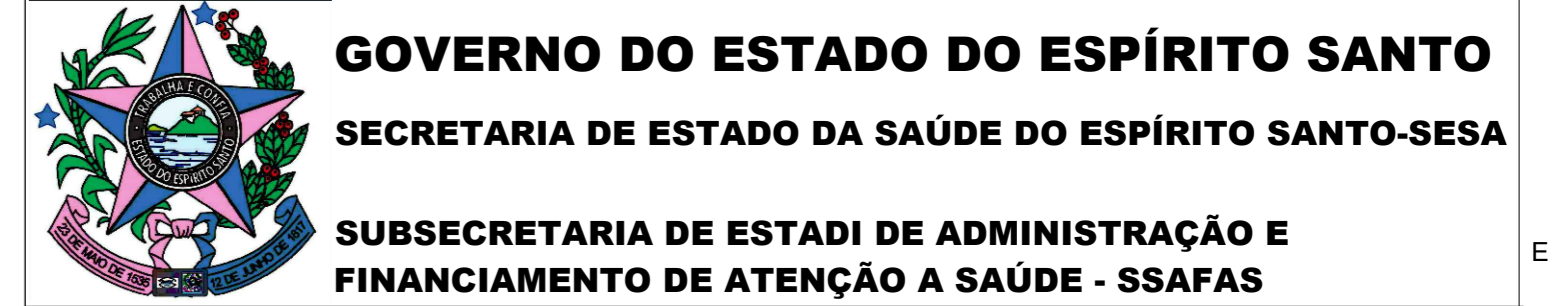 GOVERNO DO ESTADO DO ESPÍRITO SANTO
SECRETARIA DE ESTADO DA SAÚDE DO ESPÍRITO SANTO-SESA
SUBSECRETARIA DE ESTADI DE ADMINISTRAÇÃO E
FINANCIAMENTO DE ATENÇÃO A SAÚDE - SSAFAS
E
TRABALHA E CONFIA
ESTADO DO ESPIRITO SANTO
23 DE MAIO DE 1535
12 DE JUNHO DE 1817